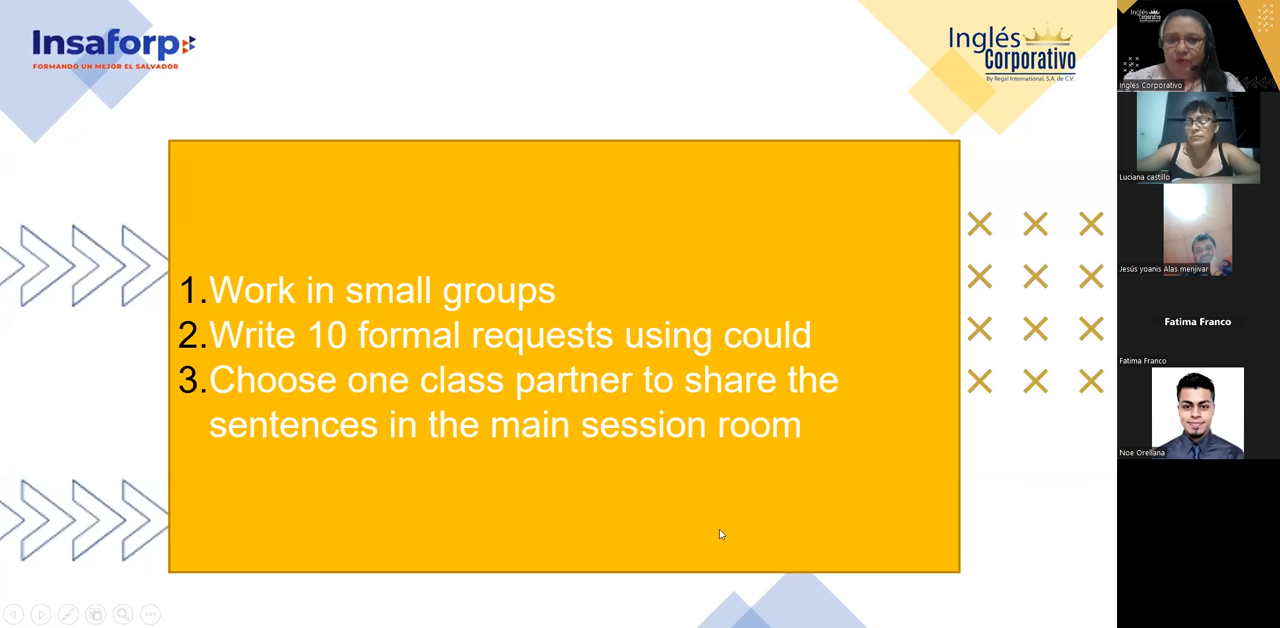 Insaforp
FORMANDO UN MEJOR EL SALVADOR
Inglés
Corporativo
By Regal International, S.A. de C.V.
1.Work in small groups
2.Write 10 formal requests using could
3.Choose one class partner to share the
sentences in the main session room
Inglés
Corporativo
Ingles Corporativo
Luciana castillo
Jesús yoanis Alas menjivar
Fatima Franco
Fatima Franco
Noe Orellana